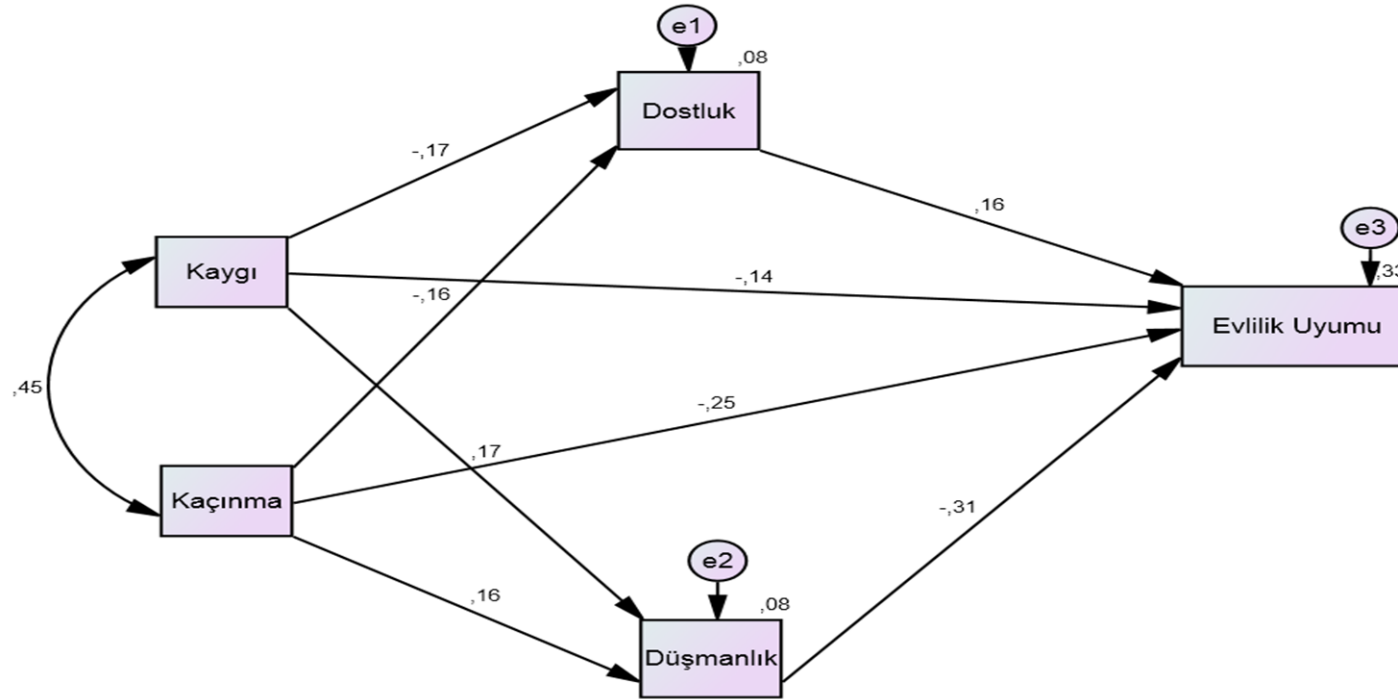 e1
,08
Dostluk
-,17
,16
e3
,33
Kaygı
-,14
-,16
Evlilik Uyumu
,45
-,25
,17
Kaçınma
-,31
e2
,16
,08
Düşmanlık